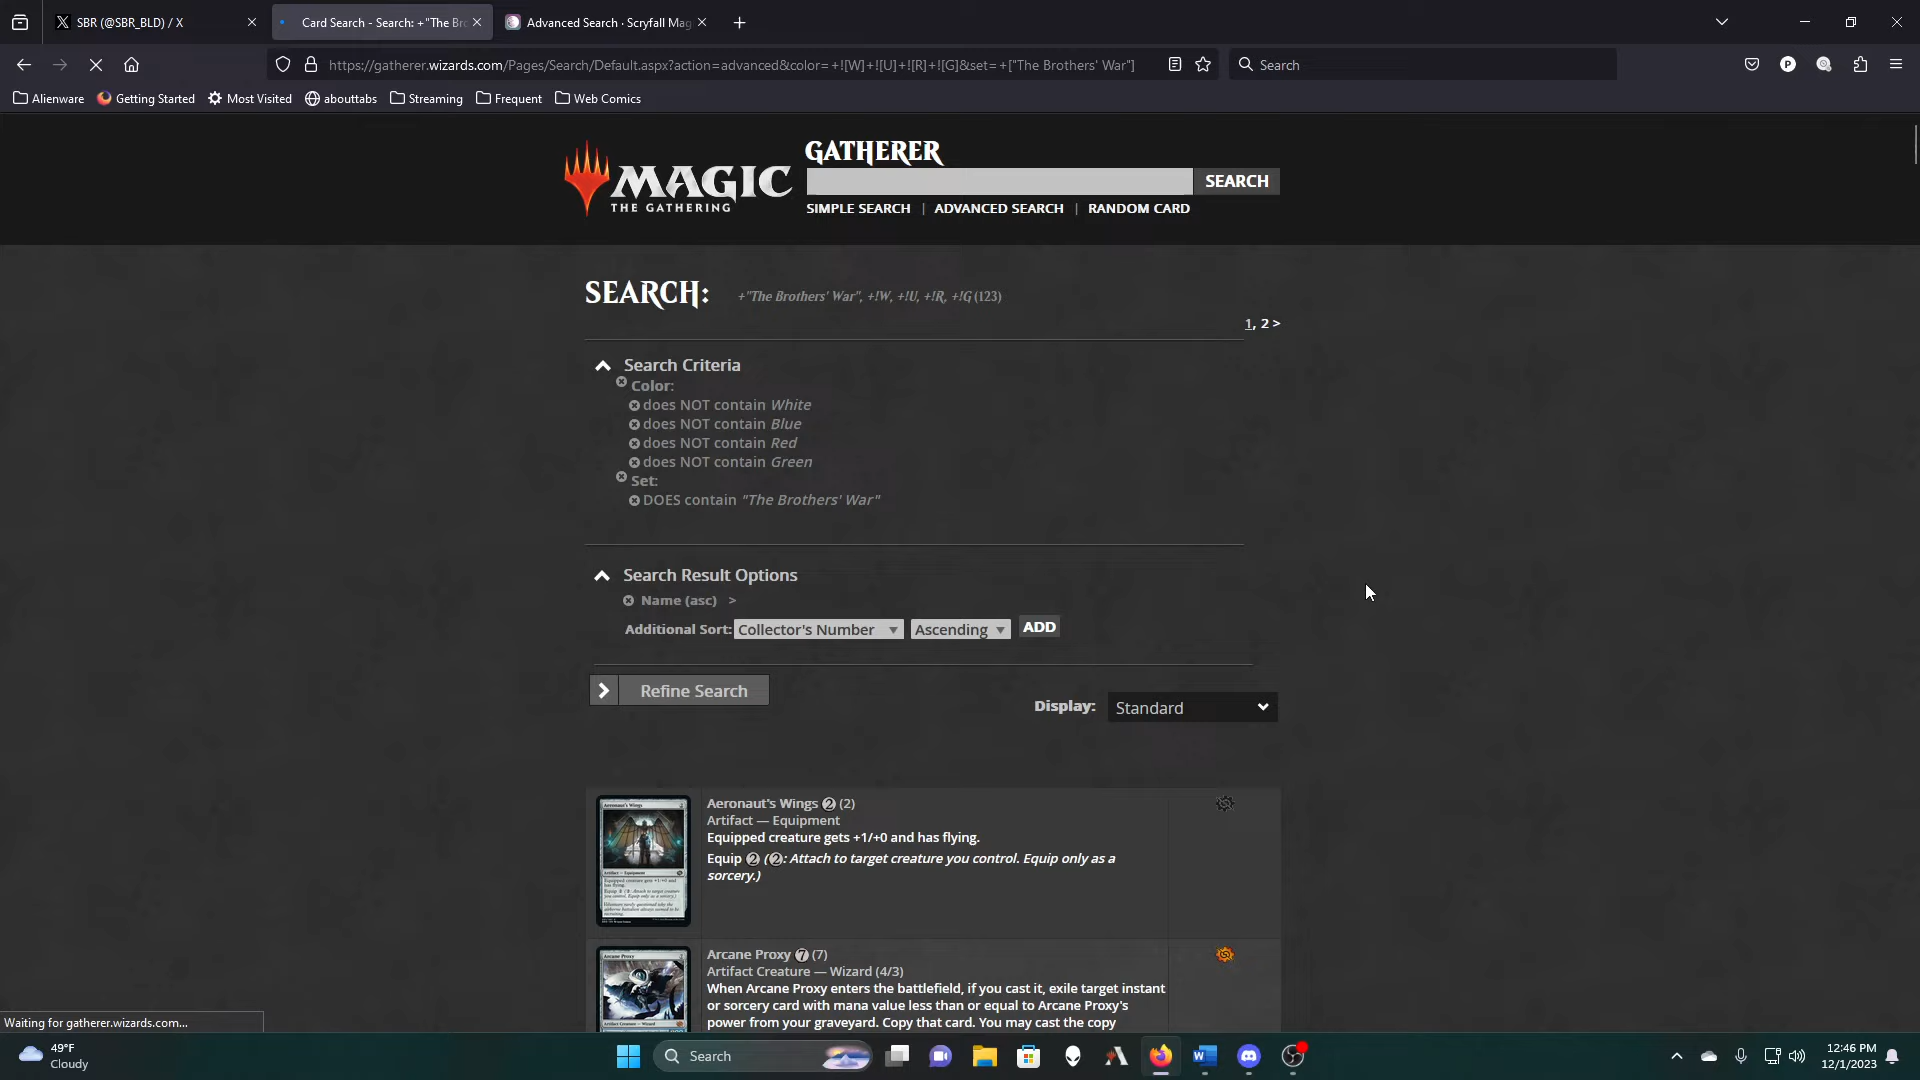 SBR (@SBR_BLD) / X
Card Search - Search: +"The Bro
Advanced Search · Scryfall Mag
https://gatherer.wizards.com/Pages/Search/Default.aspx?action=advanced&color=+![W]+![U]+![R]+![G]&set=+["The Brothers' War"]
Search
Alienware
Getting Started
Most Visited
abouttabs
Streaming
Frequent
Web Comics
MAGIC
THE GATHERING
GATHERER
SEARCH
SIMPLE SEARCH | ADVANCED SEARCH | RANDOM CARD
SEARCH: +"The Brothers' War", +!W, +!U, +!R, +!G (123)
1, 2 >
Search Criteria
Color:
does NOT contain White
does NOT contain Blue
does NOT contain Red
does NOT contain Green
Set:
DOES contain "The Brothers' War"
Search Result Options
Name (asc) >
Additional Sort: Collector's Number Ascending ADD
Refine Search
Display: Standard
Aeronaut's Wings 2 (2)
Artifact — Equipment
Equipped creature gets +1/+0 and has flying.
Equip 2 (2: Attach to target creature you control. Equip only as a
sorcery.)
Arcane Proxy 7 (7)
Artifact Creature — Wizard (4/3)
When Arcane Proxy enters the battlefield, if you cast it, exile target instant
or sorcery card with mana value less than or equal to Arcane Proxy's
power from your graveyard. Copy that card. You may cast the copy
Waiting for gatherer.wizards.com...
49°F
Cloudy
Search
12:46 PM
12/1/2023